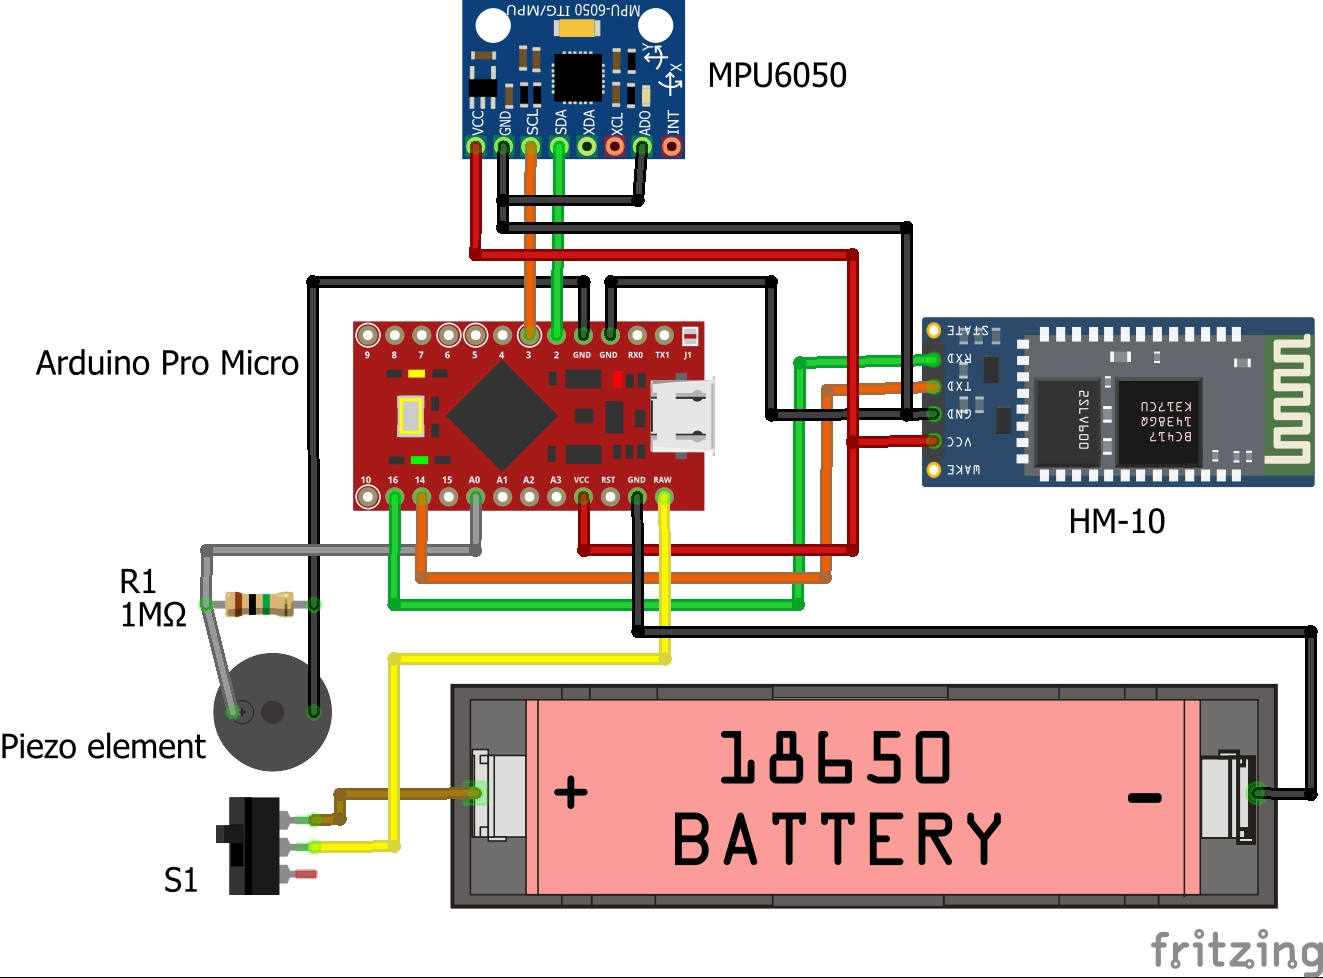 MPU-6050 ITG/MPU
Y
X
VCC
GND
SCL
SDA
XDA
XCL
ADO
INT
MPU6050
Arduino Pro Micro
9
8
7
6
5
4
3
2
GND
GND
RX0
TX1
J1
10
16
14
15
A0
A1
A2
A3
VCC
RST
GND
RAW
STATE
RXD
TXD
GND
VCC
WAKE
BC417
1438GQ
K317CU
HM-10
R1
1MΩ
Piezo element
S1
+
18650
BATTERY
-
fritzing